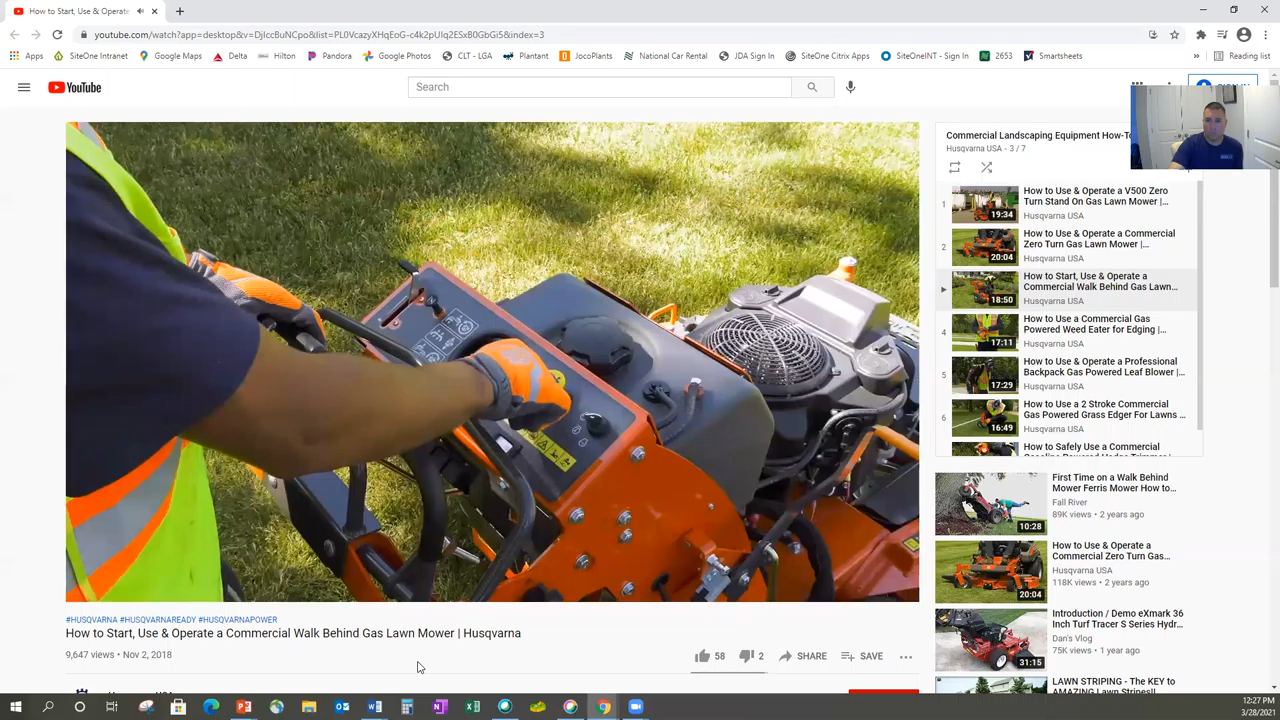 How to Start, Use & Operate
youtube.com/watch?app=desktop&v=DjIccBuNCpo&list=PL0VcazyXHqEoG-c4k2pUIq2ESxB0GbGi5&index=3
Apps
SiteOne Intranet
Google Maps
Delta
Hilton
Pandora
Google Photos
CLT - LGA
Plantant
JocoPlants
National Car Rental
JDA Sign In
SiteOne Citrix Apps
SiteOneINT - Sign In
2653
Smartsheets
»
Reading list
YouTube
Search
Commercial Landscaping Equipment How-To
Husqvarna USA - 3 / 7
1
How to Use & Operate a V500 Zero
Turn Stand On Gas Lawn Mower |…
Husqvarna USA
19:34
2
How to Use & Operate a Commercial
Zero Turn Gas Lawn Mower |…
Husqvarna USA
20:04
How to Start, Use & Operate a
Commercial Walk Behind Gas Lawn…
Husqvarna USA
18:50
4
How to Use a Commercial Gas
Powered Weed Eater for Edging |…
Husqvarna USA
17:11
5
How to Use & Operate a Professional
Backpack Gas Powered Leaf Blower |…
Husqvarna USA
17:29
6
How to Use a 2 Stroke Commercial
Gas Powered Grass Edger For Lawns …
Husqvarna USA
16:49
How to Safely Use a Commercial
First Time on a Walk Behind
Mower Ferris Mower How to…
Fall River
89K views • 2 years ago
10:28
How to Use & Operate a
Commercial Zero Turn Gas…
Husqvarna USA
118K views • 2 years ago
20:04
Introduction / Demo eXmark 36
Inch Turf Tracer S Series Hydr…
Dan's Vlog
75K views • 1 year ago
31:15
LAWN STRIPING - The KEY to
AMAZING Lawn Stripes!!
#HUSQVARNA #HUSQVARNAREADY #HUSQVARNAPOWER
How to Start, Use & Operate a Commercial Walk Behind Gas Lawn Mower | Husqvarna
9,647 views • Nov 2, 2018
58
2
SHARE
SAVE
12:27 PM
3/28/2021